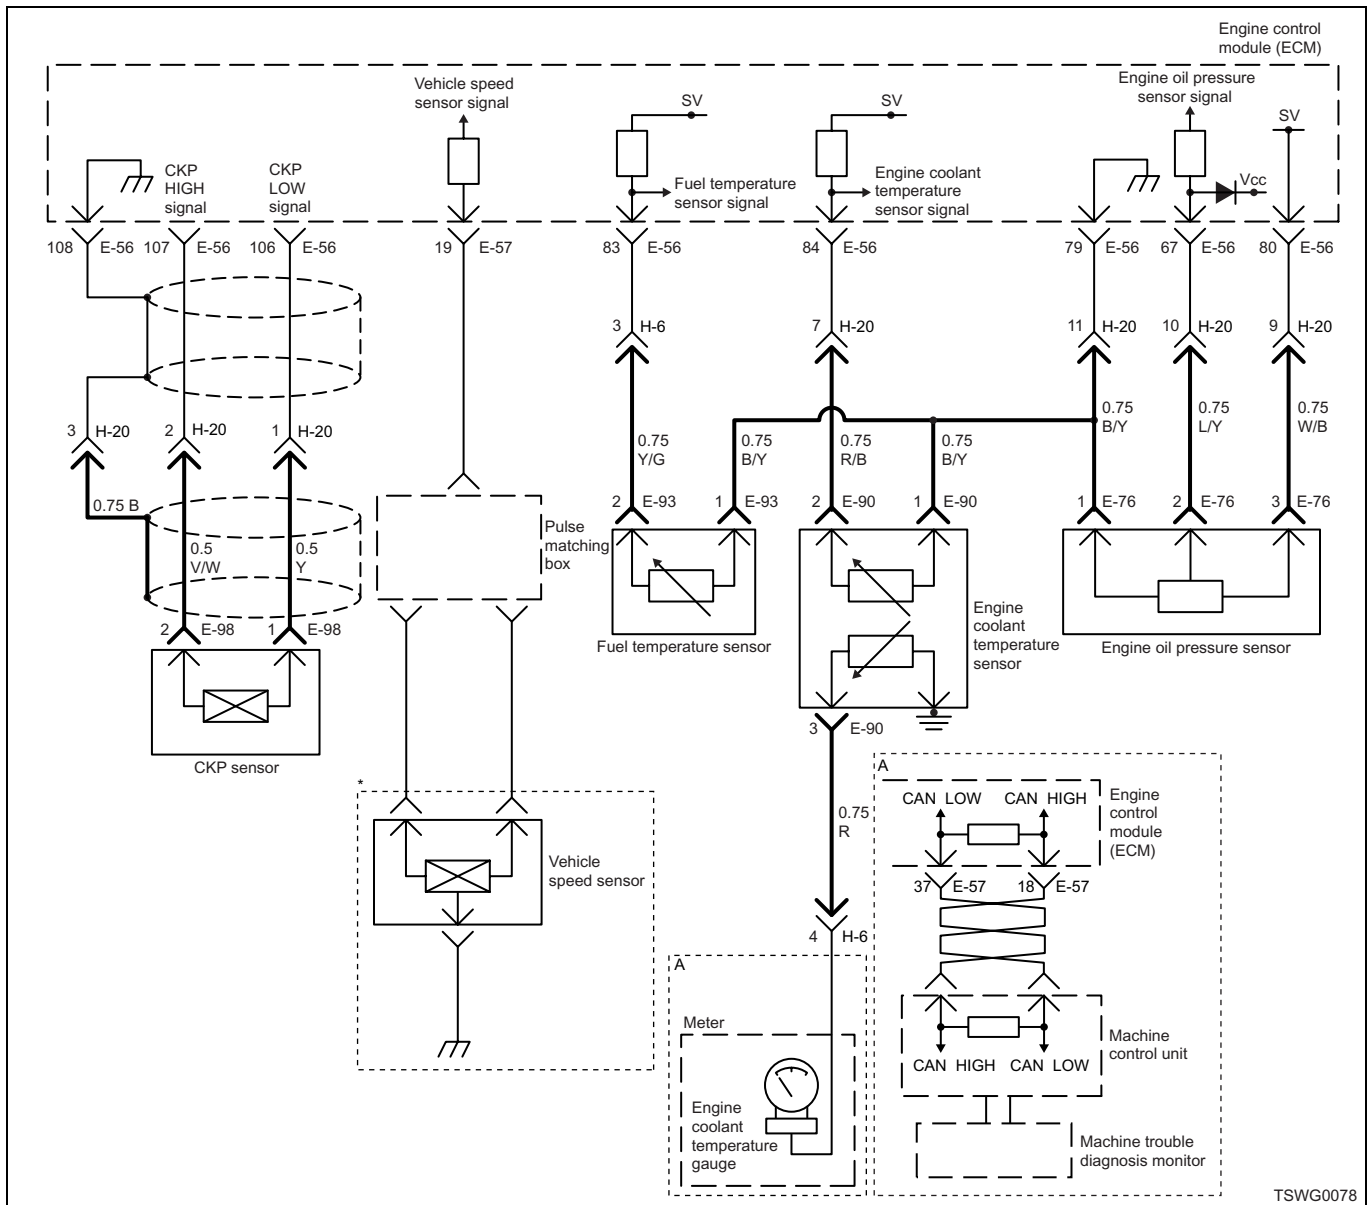 Engine control
module (ECM)
Vehicle speed
sensor signal
SV
SV
Engine oil pressure
sensor signal
SV
CKP
HIGH
signal
CKP
LOW
signal
Fuel temperature
sensor signal
Engine coolant
temperature
sensor signal
Vcc
108 E-56 107 E-56 106 E-56 19 E-57 83 E-56 84 E-56 79 E-56 67 E-56 80 E-56
3 H-6 7 H-20 11 H-20 10 H-20 9 H-20
3 H-20 2 H-20 1 H-20
0.75
Y/G
0.75
B/Y
0.75
R/B
0.75
B/Y
0.75
B/Y
0.75
L/Y
0.75
W/B
0.75 B
2 E-93 1 E-93 2 E-90 1 E-90 1 E-76 2 E-76 3 E-76
0.5
V/W
0.5
Y
Pulse
matching
box
2 E-98 1 E-98
Fuel temperature sensor
Engine
coolant
temperature
sensor
Engine oil pressure sensor
CKP sensor
3 E-90
*
Vehicle
speed sensor
0.75
R
4 H-6
A
Meter
Engine
coolant
temperature
gauge
A
CAN LOW CAN HIGH
Engine
control
module
(ECM)
37 E-57 18 E-57
Machine
control unit
CAN HIGH CAN LOW
Machine trouble
diagnosis monitor
TSWG0078